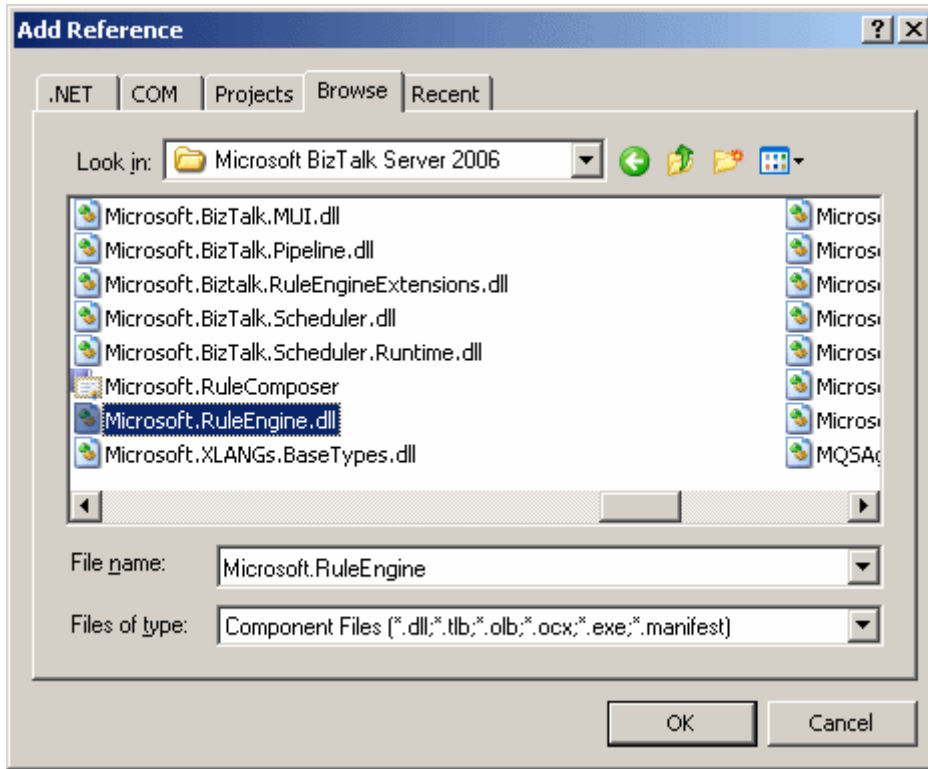 Add Reference
.NET COM Projects Browse Recent
Look in: Microsoft BizTalk Server 2006
Microsoft.BizTalk.MUI.dll
Microsoft.BizTalk.Pipeline.dll
Microsoft.Biztalk.RuleEngineExtensions.dll
Microsoft.BizTalk.Scheduler.dll
Microsoft.BizTalk.Scheduler.Runtime.dll
Microsoft.RuleComposer
Microsoft.RuleEngine.dll
Microsoft.XLANGs.BaseTypes.dll
File name: Microsoft.RuleEngine
Files of type: Component Files (*.dll;*.tlb;*.olb;*.ocx;*.exe;*.manifest)
OK Cancel